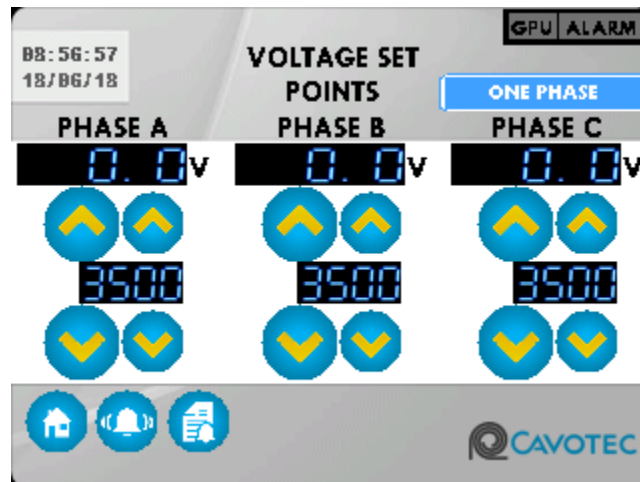 GPU ALARM
08:56:57
18/06/18
VOLTAGE SET
POINTS
ONE PHASE
PHASE A PHASE B PHASE C
0.0V 0.0V 0.0V
3500 3500 3500
CAVOTEC